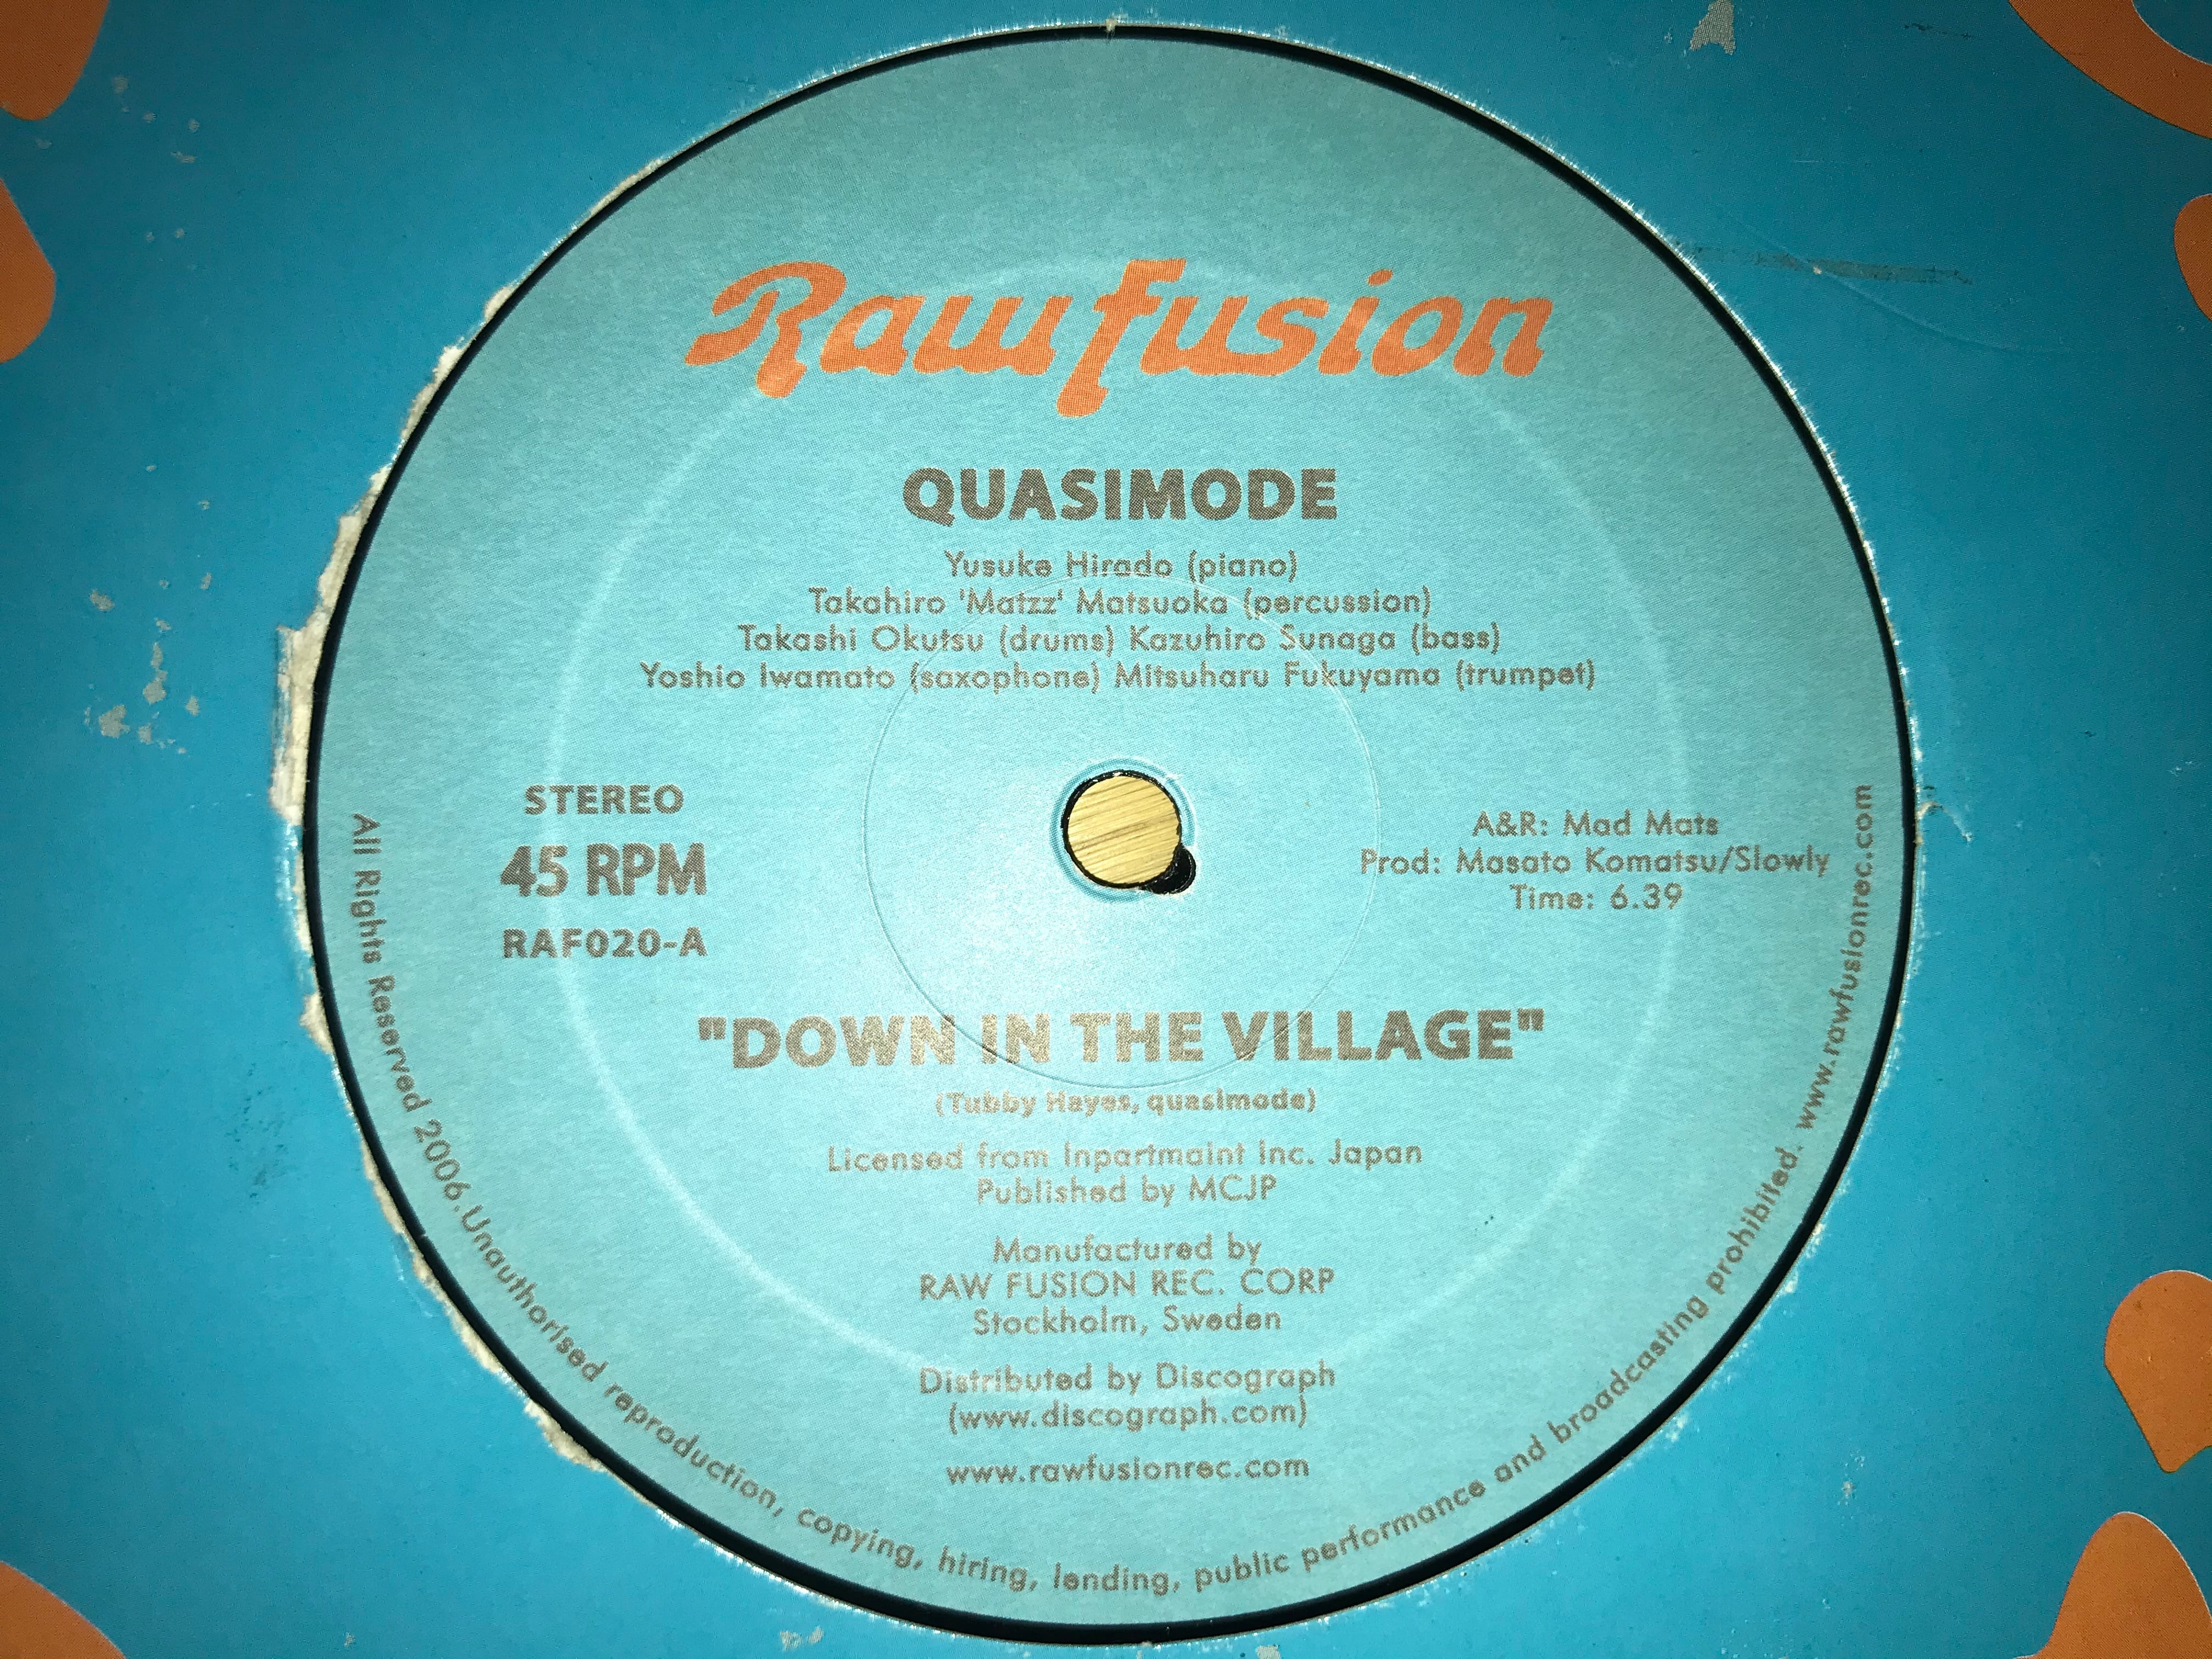 Raw fusion
QUASIMODE
Yusuke Hirado (piano)
Takahiro 'Matzz' Matsuoka (percussion)
Takashi Okutsu (drums) Kazuhiro Sunaga (bass)
Yoshio Iwamato (saxophone) Mitsuharu Fukuyama (trumpet)
STEREO
45 RPM
RAF020-A
A&R: Mad Mats
Prod: Masato Komatsu/Slowly
Time: 6.39
"DOWN IN THE VILLAGE"
(Tubby Hayes, quasimode)
Licensed from Inpartmaint Inc. Japan
Published by MCJP
Manufactured by
RAW FUSION REC. CORP
Stockholm, Sweden
Distributed by Discograph
(www.discograph.com)
www.rawfusionrec.com
All Rights Reserved 2006. Unauthorised reproduction, copying, hiring, lending, public performance and broadcasting prohibited. www.rawfusionrec.com